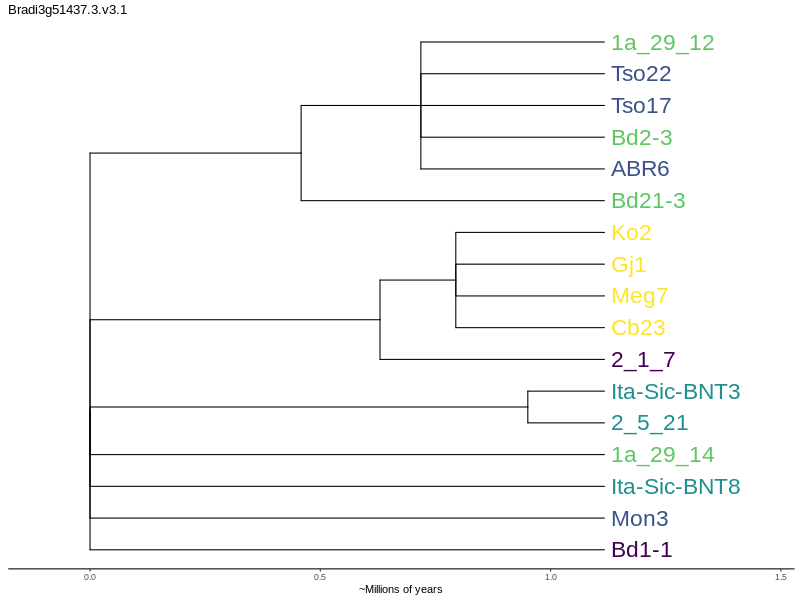 Bradi3g51437.3.v3.1
1a_29_12
Tso22
Tso17
Bd2-3
ABR6
Bd21-3
Ko2
Gj1
Meg7
Cb23
2_1_7
Ita-Sic-BNT3
2_5_21
1a_29_14
Ita-Sic-BNT8
Mon3
Bd1-1
0.0 0.5 1.0 1.5
~Millions of years